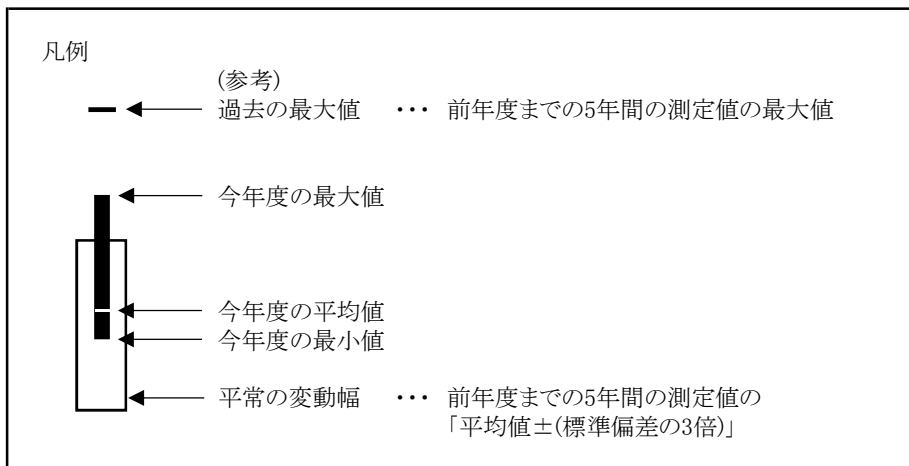 凡例
(参考)
過去の最大値 ・・・ 前年度までの5年間の測定値の最大値
今年度の最大値
今年度の平均値
今年度の最小値
平常の変動幅 ・・・ 前年度までの5年間の測定値の
「平均値±(標準偏差の3倍)」